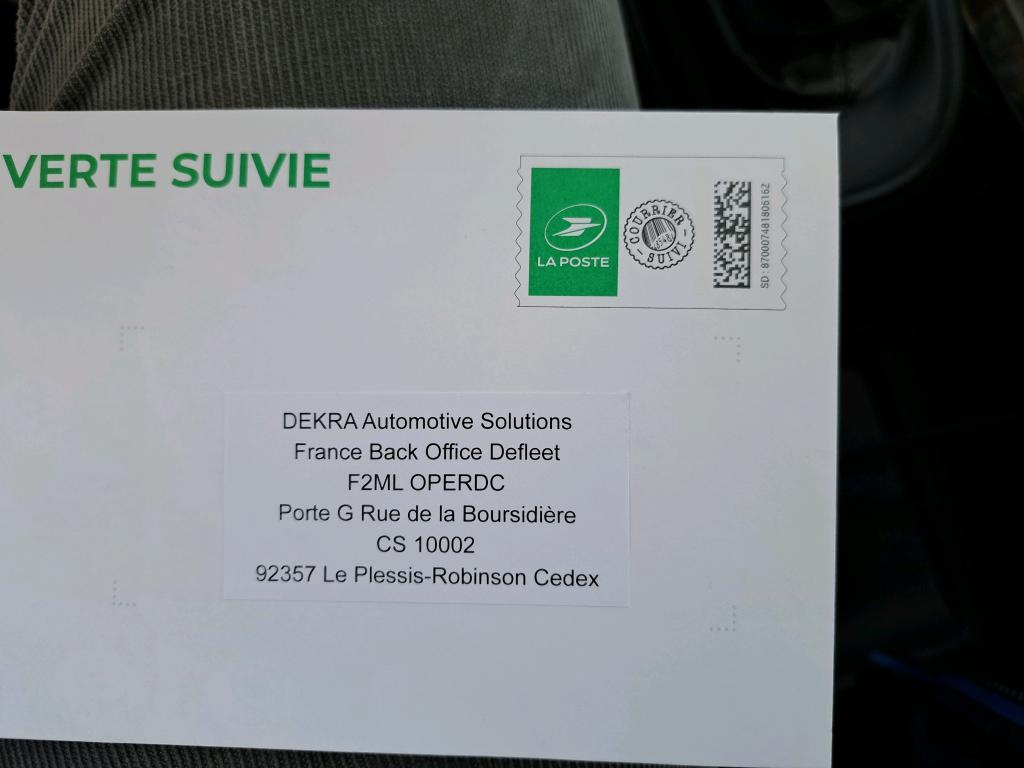 VERTE SUIVIE
LA POSTE
COURRIER
SUIVI
SD : 87000748180616Z
DEKRA Automotive Solutions
France Back Office Defleet
F2ML OPERDC
Porte G Rue de la Boursidière
CS 10002
92357 Le Plessis-Robinson Cedex